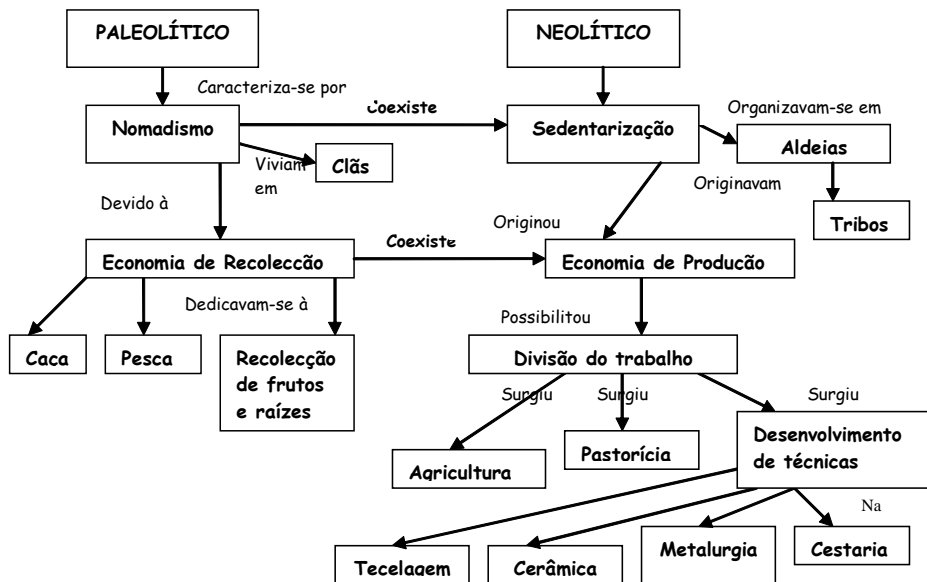 PALEOLÍTICO
NEOLÍTICO
Caracteriza-se por
Coexiste
Organizavam-se em
Nomadismo
Sedentarização
Aldeias
Viviam
em
Clãs
Originavam
Devido à
Originou
Tribos
Coexiste
Economia de Recolecção
Economia de Producão
Dedicavam-se à
Possibilitou
Caca
Pesca
Recolecção
de frutos
e raízes
Divisão do trabalho
Surgiu
Surgiu
Surgiu
Agricultura
Pastorícia
Desenvolvimento
de técnicas
Na
Tecelagem
Cerâmica
Metalurgia
Cestaria